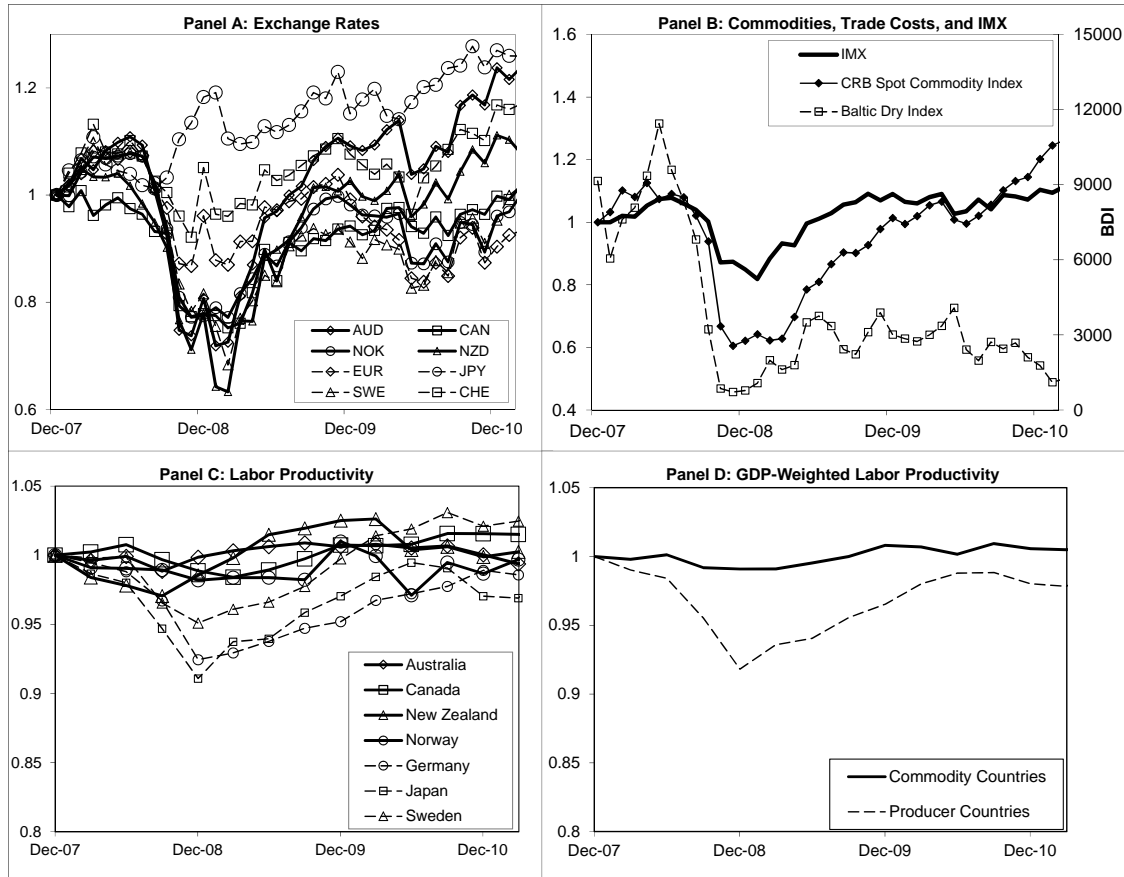 Panel A: Exchange Rates
1.2
1
0.8
0.6
AUD
CAN
NOK
NZD
EUR
JPY
SWE
CHE
Dec-07
Dec-08
Dec-09
Dec-10
Panel B: Commodities, Trade Costs, and IMX
1.6
1.4
1.2
1
0.8
0.6
0.4
IMX
CRB Spot Commodity Index
Baltic Dry Index
15000
12000
9000
6000
3000
0
BDI
Dec-07
Dec-08
Dec-09
Dec-10
Panel C: Labor Productivity
1.05
1
0.95
0.9
0.85
0.8
Australia
Canada
New Zealand
Norway
Germany
Japan
Sweden
Dec-07
Dec-08
Dec-09
Dec-10
Panel D: GDP-Weighted Labor Productivity
1.05
1
0.95
0.9
0.85
0.8
Commodity Countries
Producer Countries
Dec-07
Dec-08
Dec-09
Dec-10